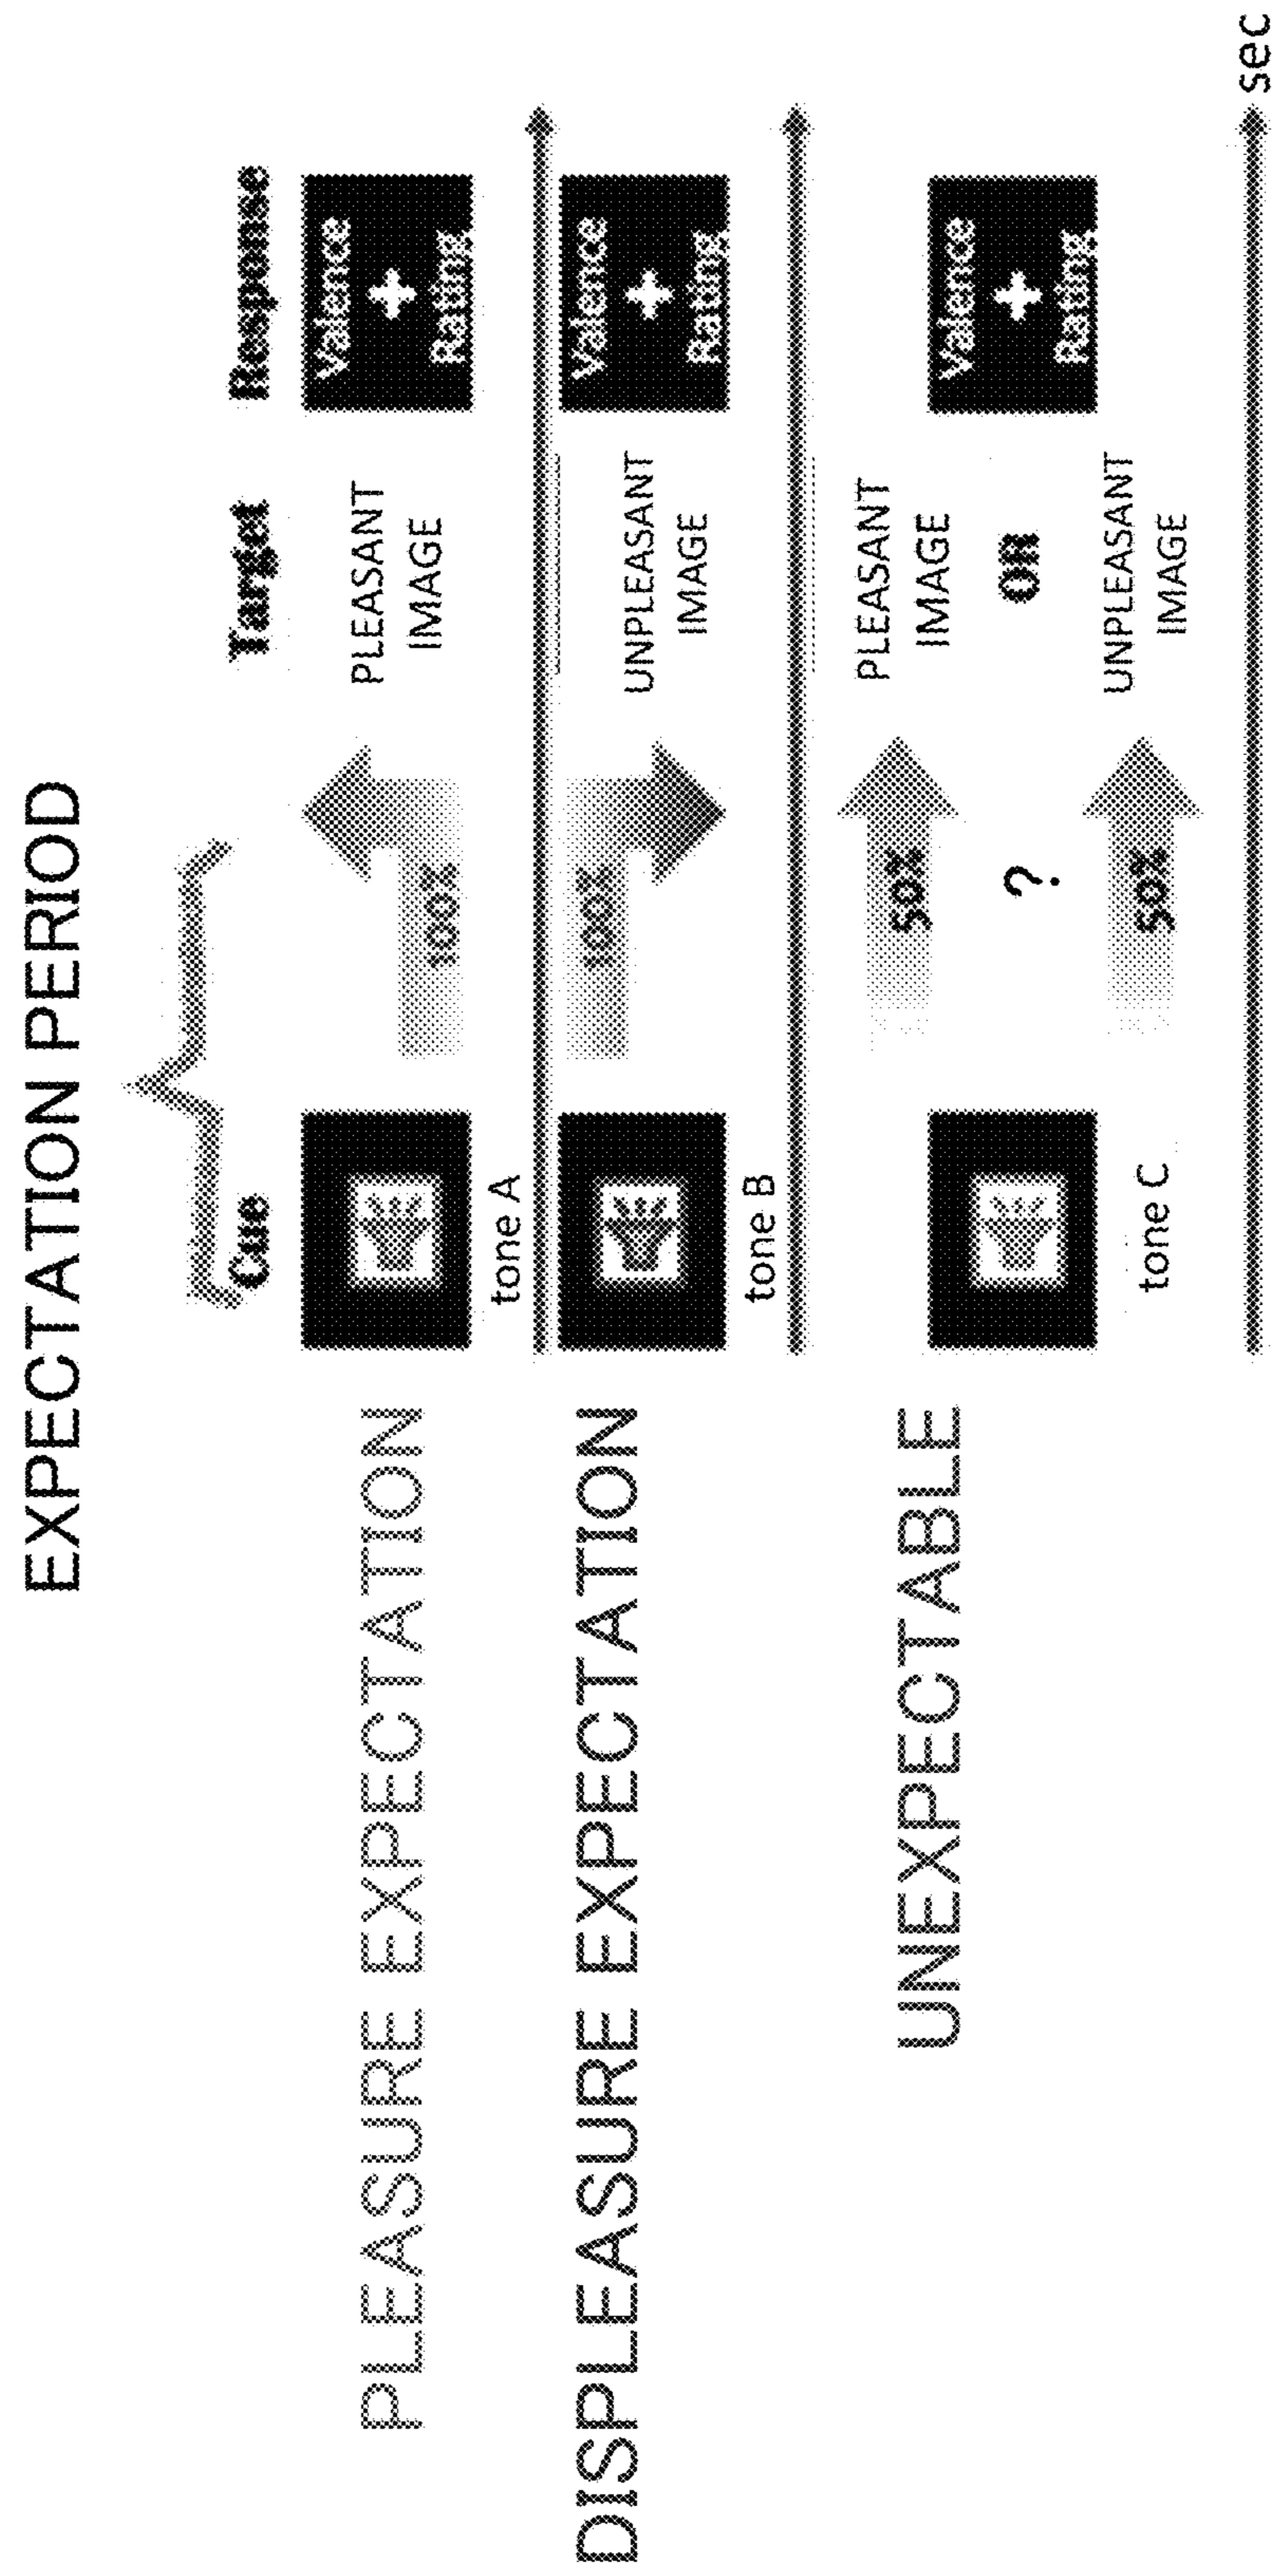 EXPECTATION PERIOD
Cue
Target
Response
PLEASURE EXPECTATION
tone A
100%
PLEASANT
IMAGE
Valence
Rating
DISPLEASURE EXPECTATION
tone B
100%
UNPLEASANT
IMAGE
Valence
Rating
UNEXPECTABLE
tone C
50%
?
50%
PLEASANT
IMAGE
OR
UNPLEASANT
IMAGE
Valence
Rating
sec